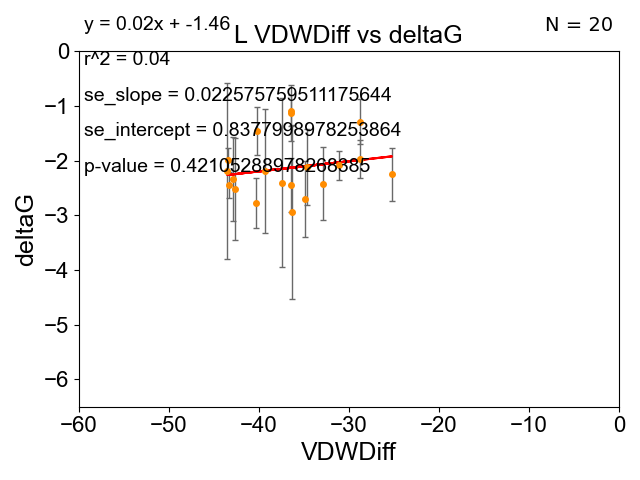 y = 0.02x + -1.46
N = 20
L VDWDiff vs deltaG
r^2 = 0.04
se_slope = 0.022575759511175644
se_intercept = 0.8377998978253864
p-value = 0.42105288978268385
deltaG
0
−1
−2
−3
−4
−5
−6
−60
−50
−40
−30
−20
−10
0
VDWDiff